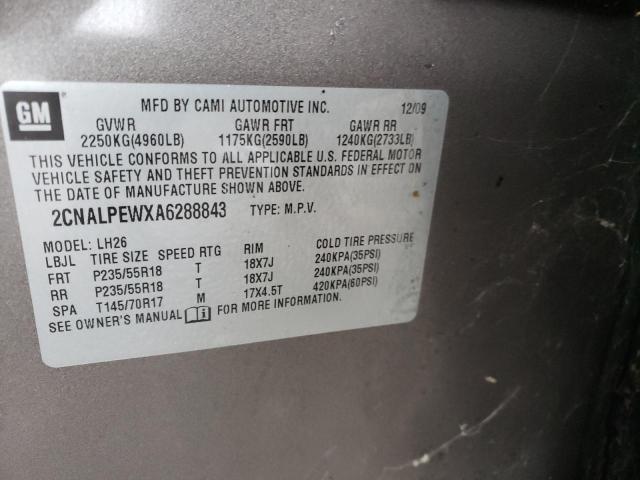 GM
MFD BY CAMI AUTOMOTIVE INC. 12/09
GVWR GAWR FRT GAWR RR
2250KG(4960LB) 1175KG(2590LB) 1240KG(2733LB)
THIS VEHICLE CONFORMS TO ALL APPLICABLE U.S. FEDERAL MOTOR
VEHICLE SAFETY AND THEFT PREVENTION STANDARDS IN EFFECT ON
THE DATE OF MANUFACTURE SHOWN ABOVE.
2CNALPEWXA6288843 TYPE: M.P.V.
MODEL: LH26
LBJL TIRE SIZE SPEED RTG RIM COLD TIRE PRESSURE
FRT P235/55R18 T 18X7J 240KPA(35PSI)
RR P235/55R18 T 18X7J 240KPA(35PSI)
SPA T145/70R17 M 17X4.5T 420KPA(60PSI)
SEE OWNER'S MANUAL i FOR MORE INFORMATION.